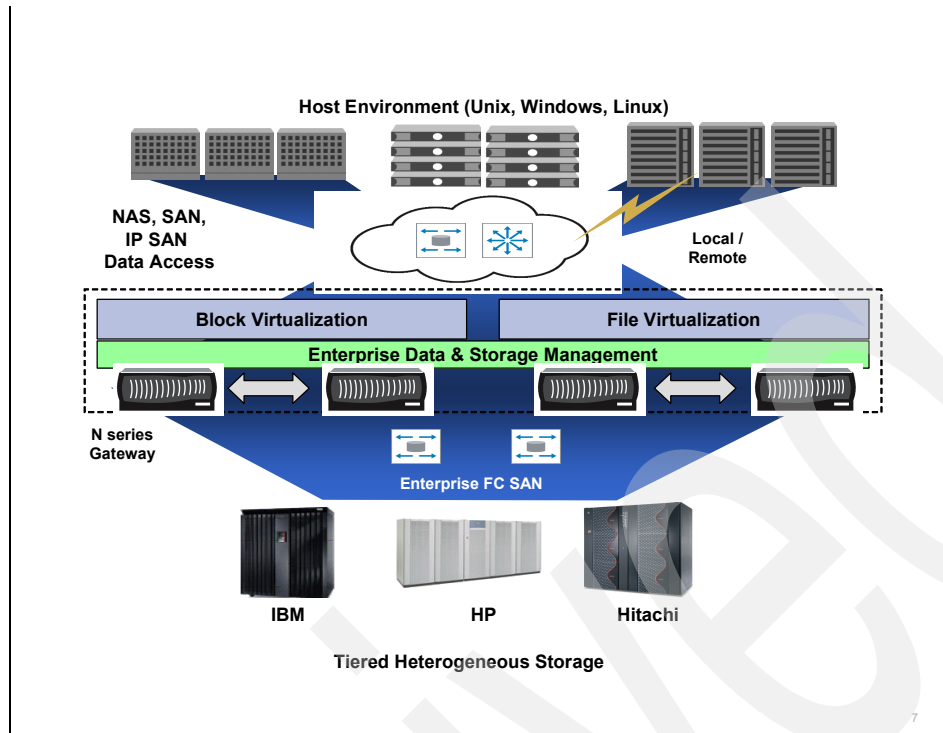 Host Environment (Unix, Windows, Linux)
NAS, SAN,
IP SAN
Data Access
Local /
Remote
Block Virtualization
File Virtualization
Enterprise Data & Storage Management
N series
Gateway
Enterprise FC SAN
IBM
HP
Hitachi
Tiered Heterogeneous Storage
7